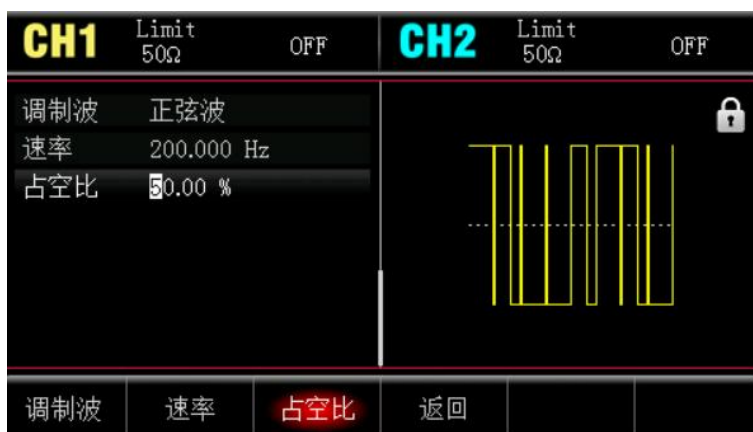 CH1 Limit 50Ω OFF CH2 Limit 50Ω OFF
调制波 正弦波
速率 200.000 Hz
占空比 50.00 %
调制波 速率 占空比 返回